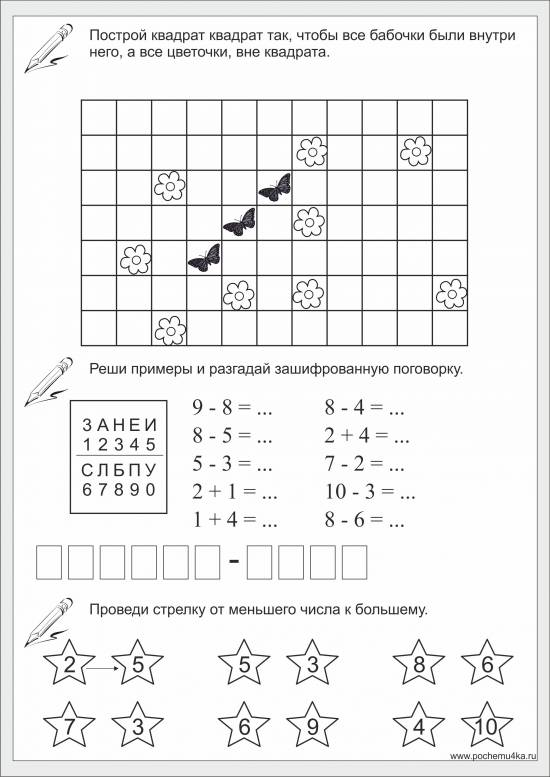 Построй квадрат квадрат так, чтобы все бабочки были внутри
него, а все цветочки, вне квадрата.
Реши примеры и разгадай зашифрованную поговорку.
З А Н Е И
1 2 3 4 5
С Л Б П У
6 7 8 9 0
9 - 8 = ...
8 - 5 = ...
5 - 3 = ...
2 + 1 = ...
1 + 4 = ...
8 - 4 = ...
2 + 4 = ...
7 - 2 = ...
10 - 3 = ...
8 - 6 = ...
-
Проведи стрелку от меньшего числа к большему.
2 5 5 3 8 6
7 3 6 9 4 10
www.pochemu4ka.ru